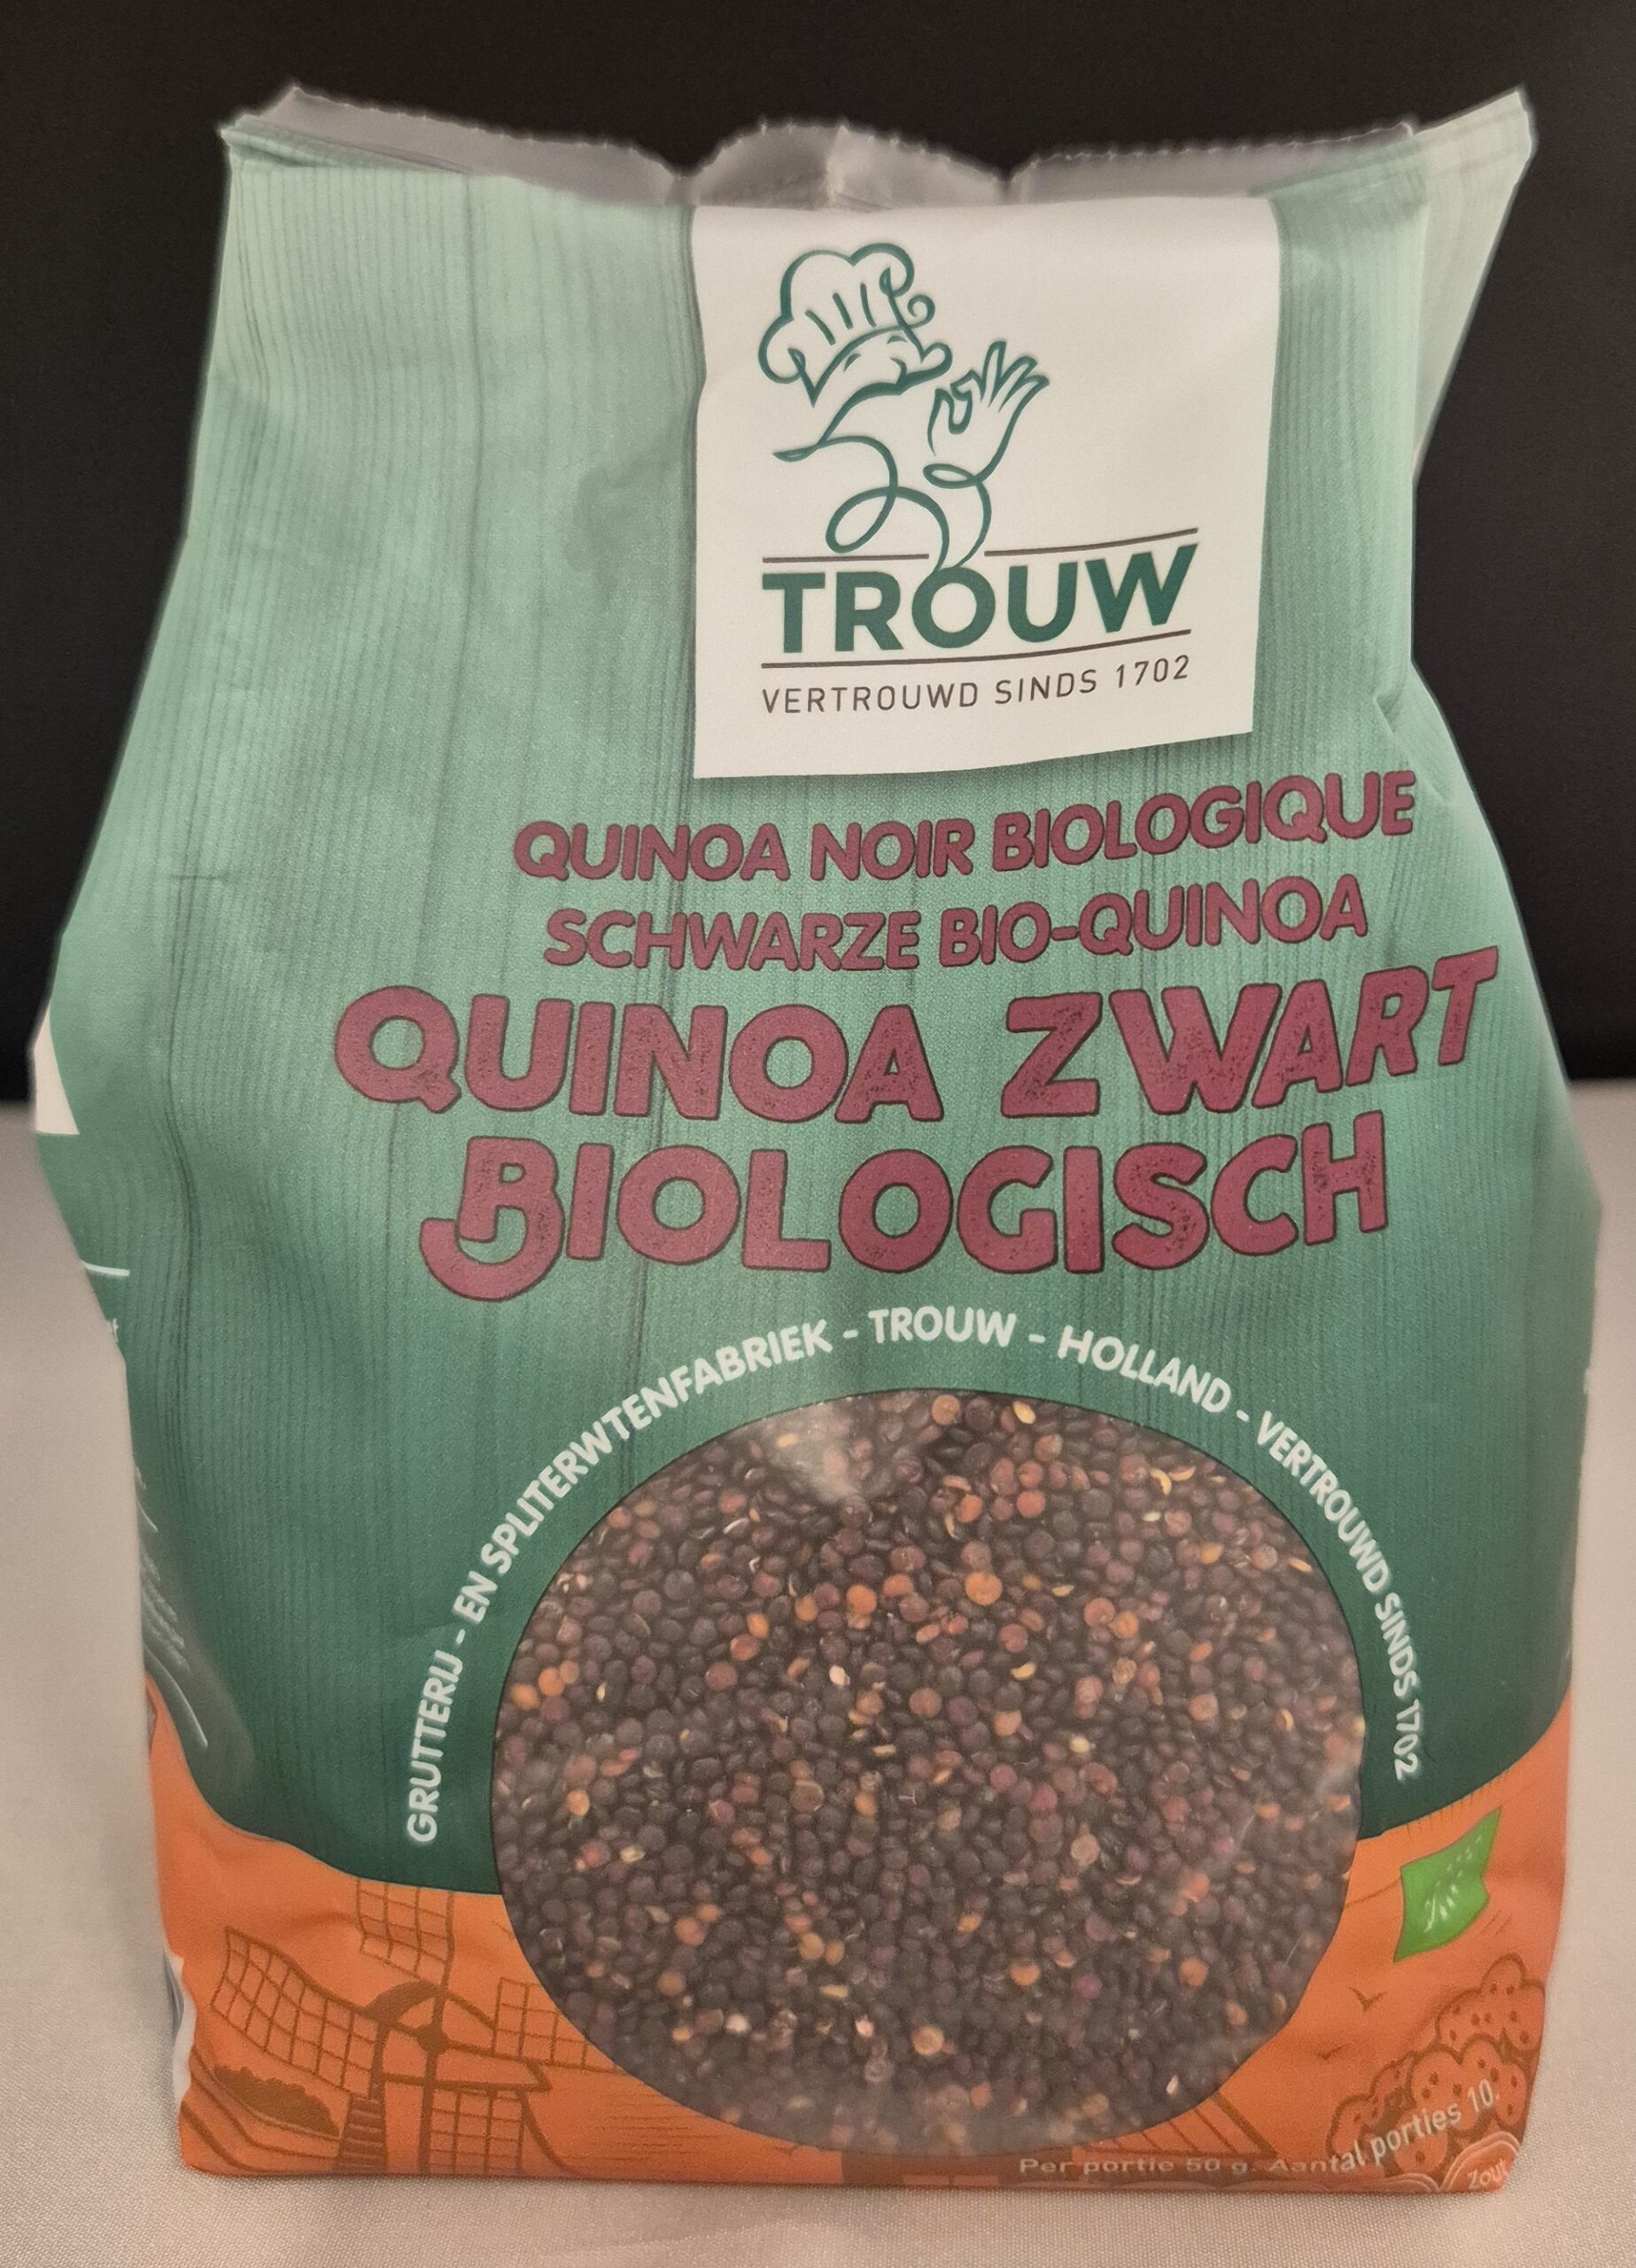 TROUW
VERTROUWD SINDS 1702
QUINOA NOIR BIOLOGIQUE
SCHWARZE BIO-QUINOA
QUINOA ZWART
BIOLOGISCH
GRUTTERIJ - EN SPLITERWTENFABRIEK - TROUW - HOLLAND - VERTROUWD SINDS 1702
Per portie 50 g. Aantal porties 10.
Zout